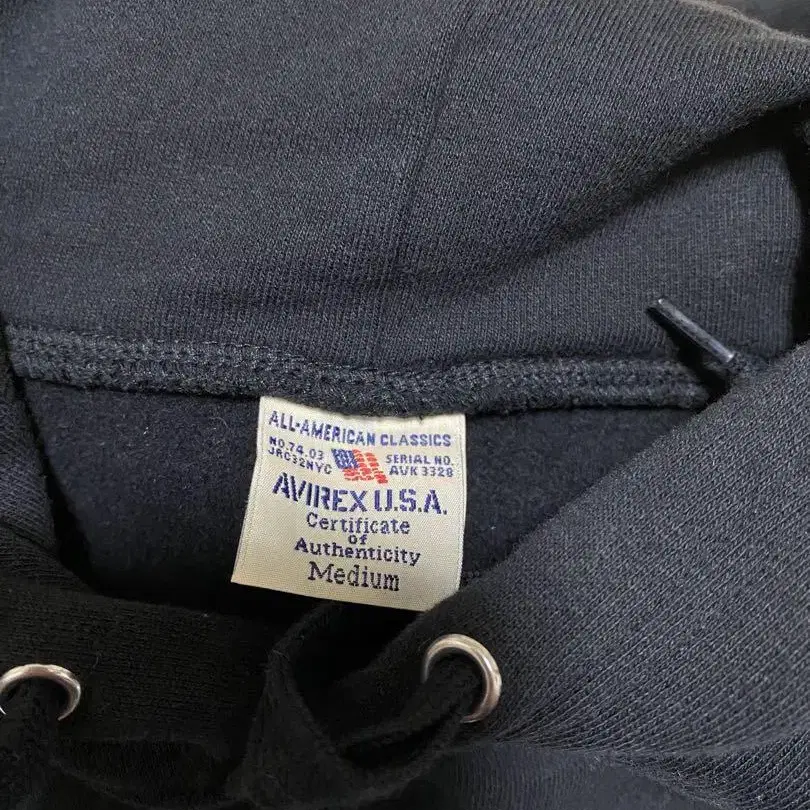 ALL-AMERICAN CLASSICS
NO.74.03 SERIAL NO.
JRC32NYC AVK 3328
AVIREX U.S.A.
Certificate
of
Authenticity
Medium